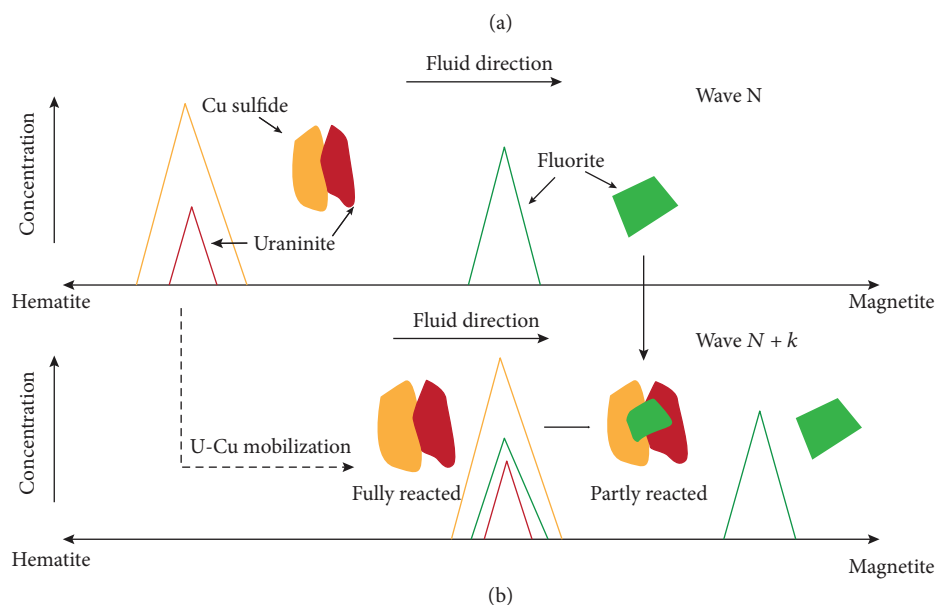 (a)
Fluid direction
Wave N
Cu sulfide
Concentration
Fluorite
Uraninite
Hematite
Magnetite
Fluid direction
Wave N + k
Concentration
U-Cu mobilization
Fully reacted
Partly reacted
Hematite
Magnetite
(b)